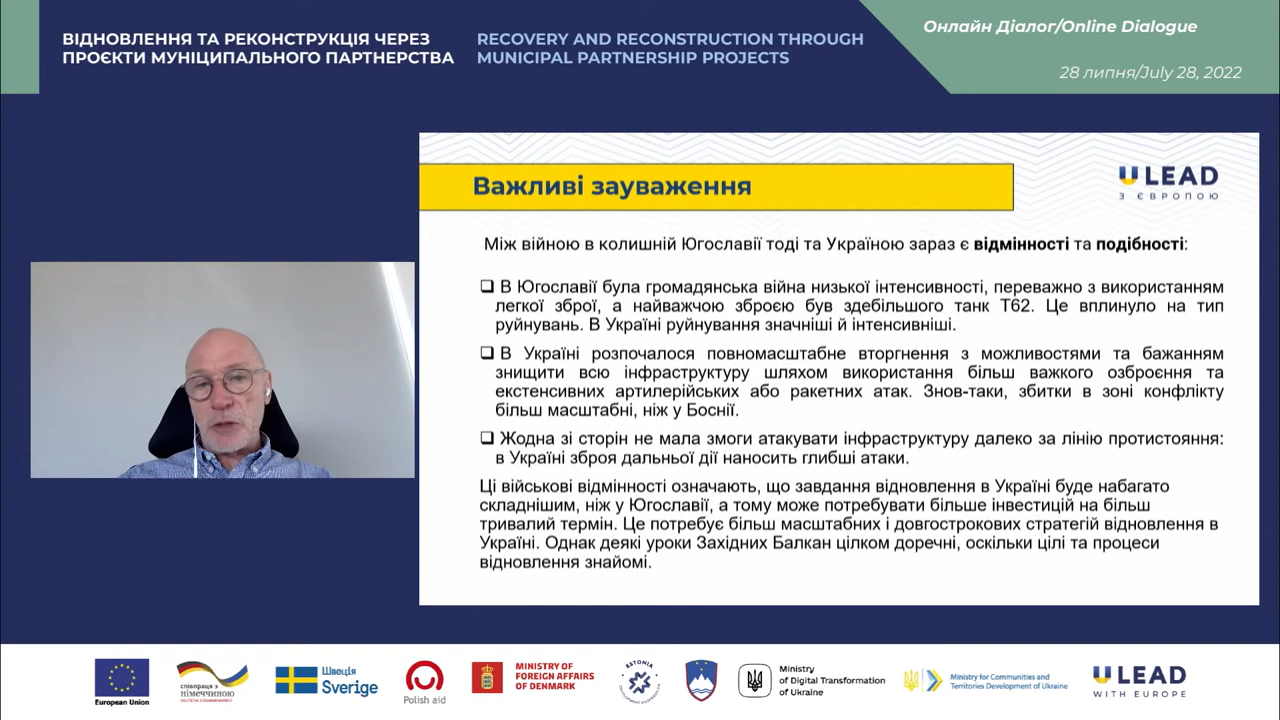 ВІДНОВЛЕННЯ ТА РЕКОНСТРУКЦІЯ ЧЕРЕЗ
ПРОЄКТИ МУНІЦИПАЛЬНОГО ПАРТНЕРСТВА
RECOVERY AND RECONSTRUCTION THROUGH
MUNICIPAL PARTNERSHIP PROJECTS
Онлайн Діалог/Online Dialogue
28 липня/July 28, 2022
Важливі зауваження
U LEAD
З ЄВРОПОЮ
Між війною в колишній Югославії тоді та Україною зараз є відмінності та подібності:
❑ В Югославії була громадянська війна низької інтенсивності, переважно з використанням
легкої зброї, а найважчою зброєю був здебільшого танк Т62. Це вплинуло на тип
руйнувань. В Україні руйнування значніші й інтенсивніші.
❑ В Україні розпочалося повномасштабне вторгнення з можливостями та бажанням
знищити всю інфраструктуру шляхом використання більш важкого озброєння та
екстенсивних артилерійських або ракетних атак. Знов-таки, збитки в зоні конфлікту
більш масштабні, ніж у Боснії.
❑ Жодна зі сторін не мала змоги атакувати інфраструктуру далеко за лінію протистояння:
в Україні зброя дальньої дії наносить глибші атаки.
Ці військові відмінності означають, що завдання відновлення в Україні буде набагато
складнішим, ніж у Югославії, а тому може потребувати більше інвестицій на більш
тривалий термін. Це потребує більш масштабних і довгострокових стратегій відновлення в
Україні. Однак деякі уроки Західних Балкан цілком доречні, оскільки цілі та процеси
відновлення знайомі.
European Union
співпраця з
НІМЕЧЧИНОЮ
Швеція
Sverige
Polish aid
MINISTRY OF
FOREIGN AFFAIRS
OF DENMARK
ESTONIA
Ministry
of Digital Transformation
of Ukraine
Ministry for Communities and
Territories Development of Ukraine
U LEAD
WITH EUROPE